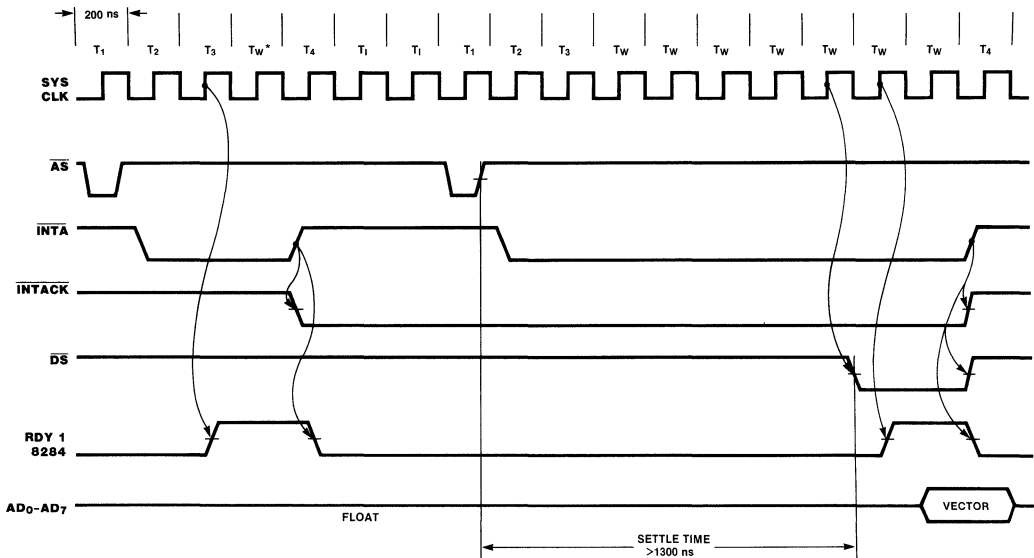 200 ns
T1 T2 T3 TW* T4 TI TI T1 T2 T3 TW TW TW TW TW TW TW T4
SYS
CLK
AS
INTA
INTACK
DS
RDY 1
8284
AD0-AD7
FLOAT
VECTOR
SETTLE TIME
>1300 ns